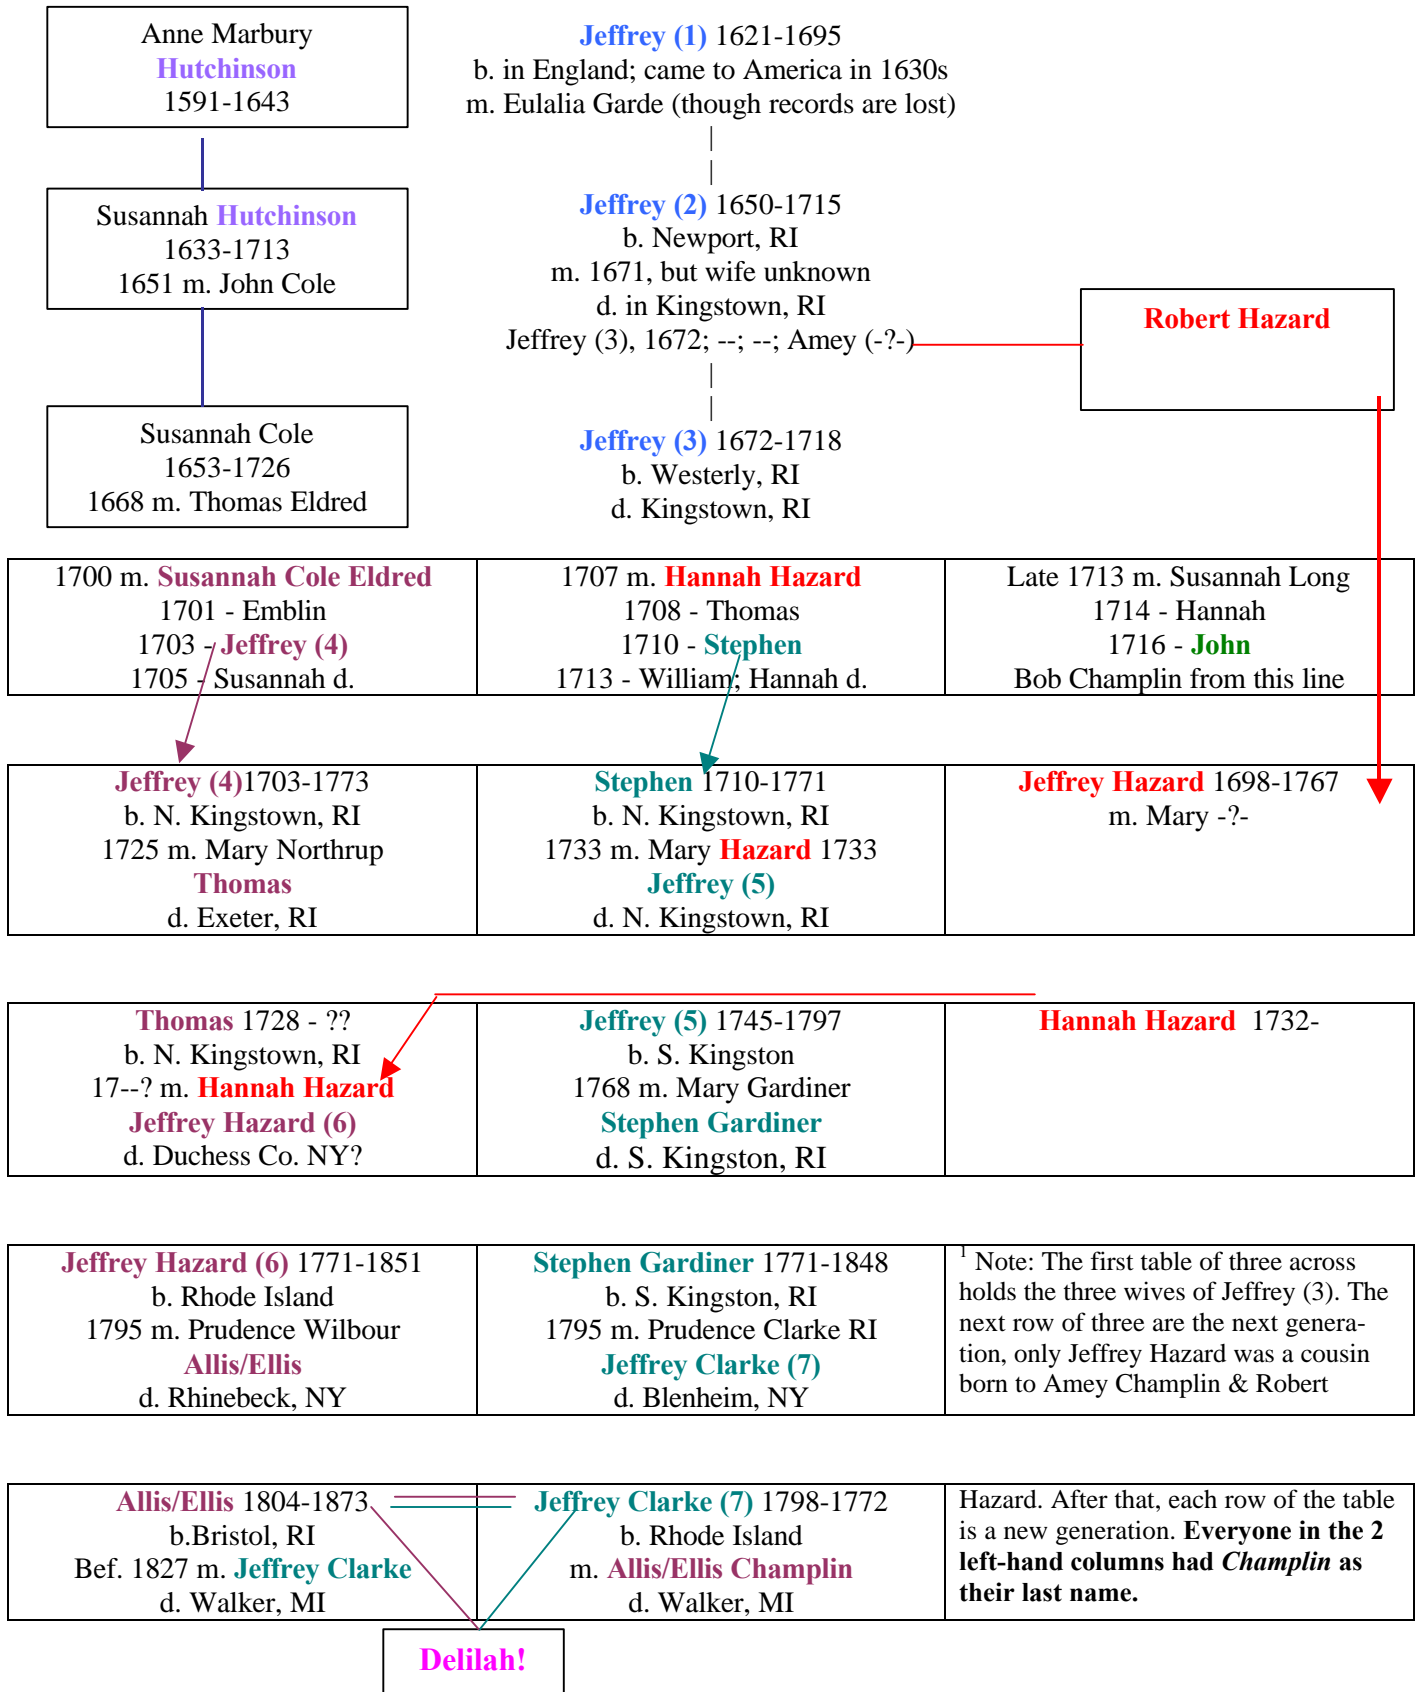 Anne Marbury
Hutchinson
1591-1643
Susannah Hutchinson
1633-1713
1651 m. John Cole
Susannah Cole
1653-1726
1668 m. Thomas Eldred
Jeffrey (1) 1621-1695
b. in England; came to America in 1630s
m. Eulalia Garde (though records are lost)
|
|
Jeffrey (2) 1650-1715
b. Newport, RI
m. 1671, but wife unknown
d. in Kingstown, RI
Jeffrey (3), 1672; --; --; Amey (-?-)
|
|
Jeffrey (3) 1672-1718
b. Westerly, RI
d. Kingstown, RI
Robert Hazard
1700 m. Susannah Cole Eldred
1701 - Emblin
1703 - Jeffrey (4)
1705 - Susannah d.
1707 m. Hannah Hazard
1708 - Thomas
1710 - Stephen
1713 - William; Hannah d.
Late 1713 m. Susannah Long
1714 - Hannah
1716 - John
Bob Champlin from this line
Jeffrey (4)1703-1773
b. N. Kingstown, RI
1725 m. Mary Northrup
Thomas
d. Exeter, RI
Stephen 1710-1771
b. N. Kingstown, RI
1733 m. Mary Hazard 1733
Jeffrey (5)
d. N. Kingstown, RI
Jeffrey Hazard 1698-1767
m. Mary -?-
Thomas 1728 - ??
b. N. Kingstown, RI
17--? m. Hannah Hazard
Jeffrey Hazard (6)
d. Duchess Co. NY?
Jeffrey (5) 1745-1797
b. S. Kingston
1768 m. Mary Gardiner
Stephen Gardiner
d. S. Kingston, RI
Hannah Hazard 1732-
Jeffrey Hazard (6) 1771-1851
b. Rhode Island
1795 m. Prudence Wilbour
Allis/Ellis
d. Rhinebeck, NY
Stephen Gardiner 1771-1848
b. S. Kingston, RI
1795 m. Prudence Clarke RI
Jeffrey Clarke (7)
d. Blenheim, NY
1 Note: The first table of three across
holds the three wives of Jeffrey (3). The
next row of three are the next genera-
tion, only Jeffrey Hazard was a cousin
born to Amey Champlin & Robert
Allis/Ellis 1804-1873
b.Bristol, RI
Bef. 1827 m. Jeffrey Clarke
d. Walker, MI
Jeffrey Clarke (7) 1798-1772
b. Rhode Island
m. Allis/Ellis Champlin
d. Walker, MI
Hazard. After that, each row of the table
is a new generation. Everyone in the 2
left-hand columns had Champlin as
their last name.
Delilah!